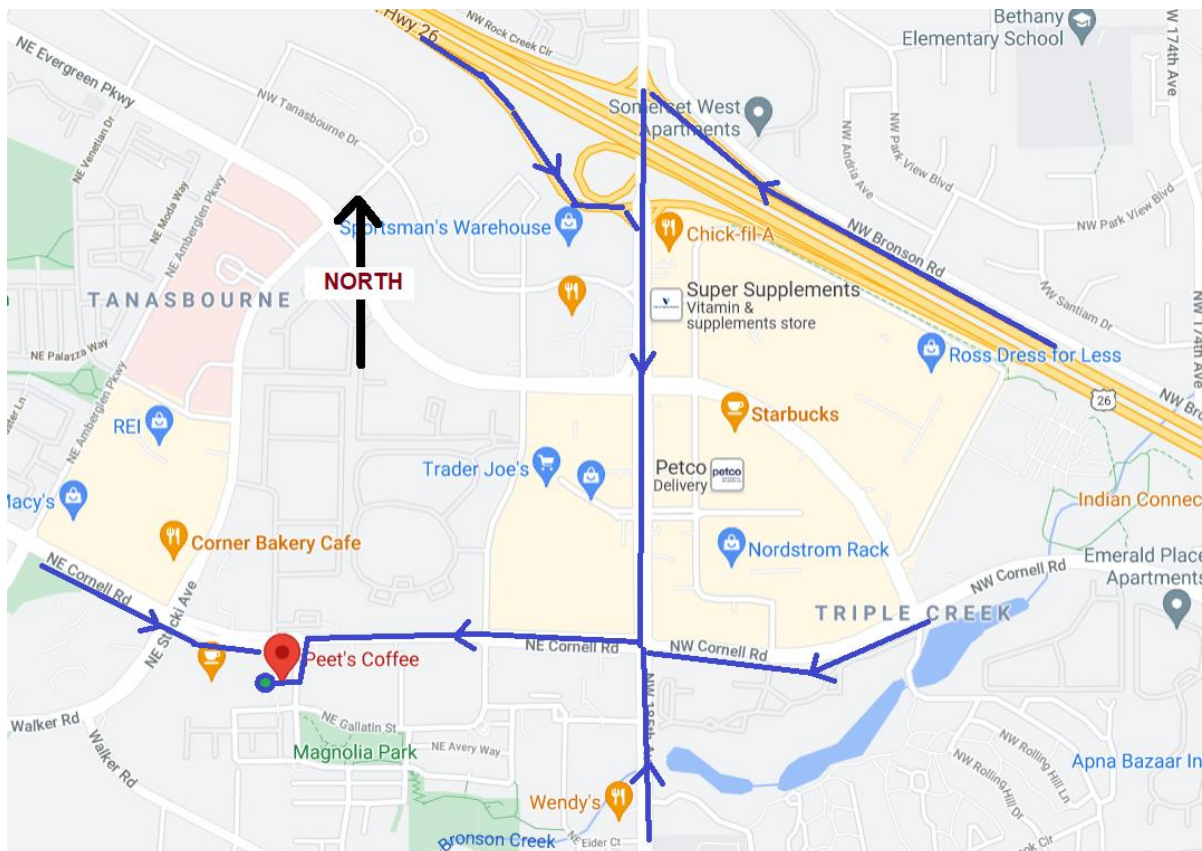 Hwy 26
NW Rock Creek Clr
Bethany
Elementary School
W 174th Ave
NE Evergreen Pkwy
NW Tanasbourne Dr
NE Venetian Dr
Somerset West
Apartments
NW Andria Ave
NW Park View Blvd
NE Moda Way
NE Amberglen Pkwy
NW Park View Blvd
Sportsman's Warehouse
Chick-fil-A
NW Bronson Rd
NORTH
TANASBOURNE
Super Supplements
Vitamin &
supplements store
NW Santiam Dr
NW 174th Ave
NE Palazza Way
Ross Dress for Less
NE Amberglen Pkwy
26
NW Bro
Starbucks
REI
Trader Joe's
Petco
Delivery
petco
Macy's
Indian Connec
Corner Bakery Cafe
Nordstrom Rack
Emerald Place
Apartments
NE Cornell Rd
NW Cornell Rd
TRIPLE CREEK
NE Stucki Ave
NE Cornell Rd
NW Cornell Rd
Peet's Coffee
NW 185th Av
Walker Rd
NE Gallatin St
Walker Rd
Magnolia Park
NE Avery Way
NW Rolling Hill Ln
NW Rolling Hill Dr
Apna Bazaar In
Wendy's
Bronson Creek
NE Eider Ct